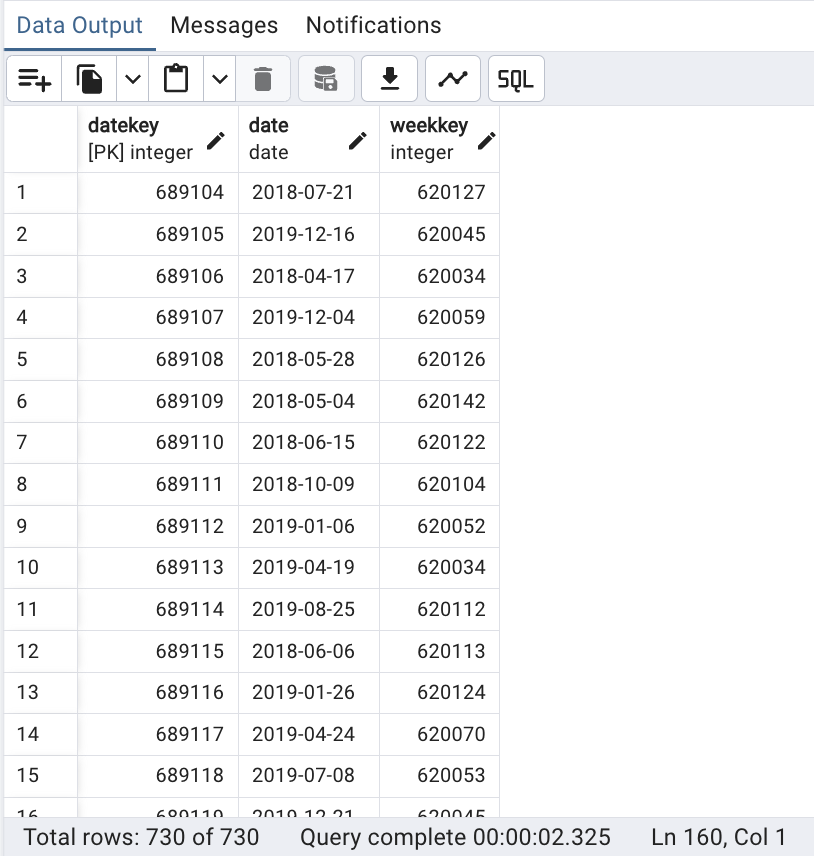 Data Output Messages Notifications
SQL
datekey date weekkey
[PK] integer date integer
1 689104 2018-07-21 620127
2 689105 2019-12-16 620045
3 689106 2018-04-17 620034
4 689107 2019-12-04 620059
5 689108 2018-05-28 620126
6 689109 2018-05-04 620142
7 689110 2018-06-15 620122
8 689111 2018-10-09 620104
9 689112 2019-01-06 620052
10 689113 2019-04-19 620034
11 689114 2019-08-25 620112
12 689115 2018-06-06 620113
13 689116 2019-01-26 620124
14 689117 2019-04-24 620070
15 689118 2019-07-08 620053
16 689119 2019-12-21 620045
Total rows: 730 of 730 Query complete 00:00:02.325 Ln 160, Col 1